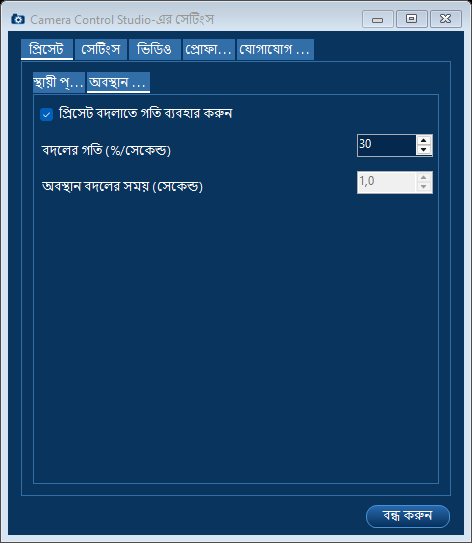 Camera Control Studio-এর সেটিংস
প্রিসেট সেটিংস ভিডিও প্রোফা... যোগাযোগ ...
স্থায়ী প্... অবস্থান ...
প্রিসেট বদলাতে গতি ব্যবহার করুন
বদলের গতি (%/সেকেন্ড) 30
অবস্থান বদলের সময় (সেকেন্ড) 1,0
বন্ধ করুন